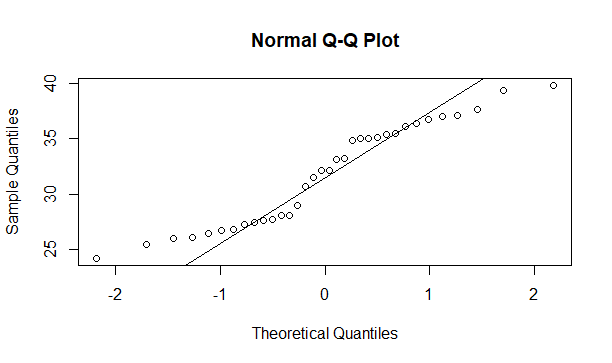 Normal Q-Q Plot
Sample Quantiles
40
35
30
25
-2 -1 0 1 2
Theoretical Quantiles